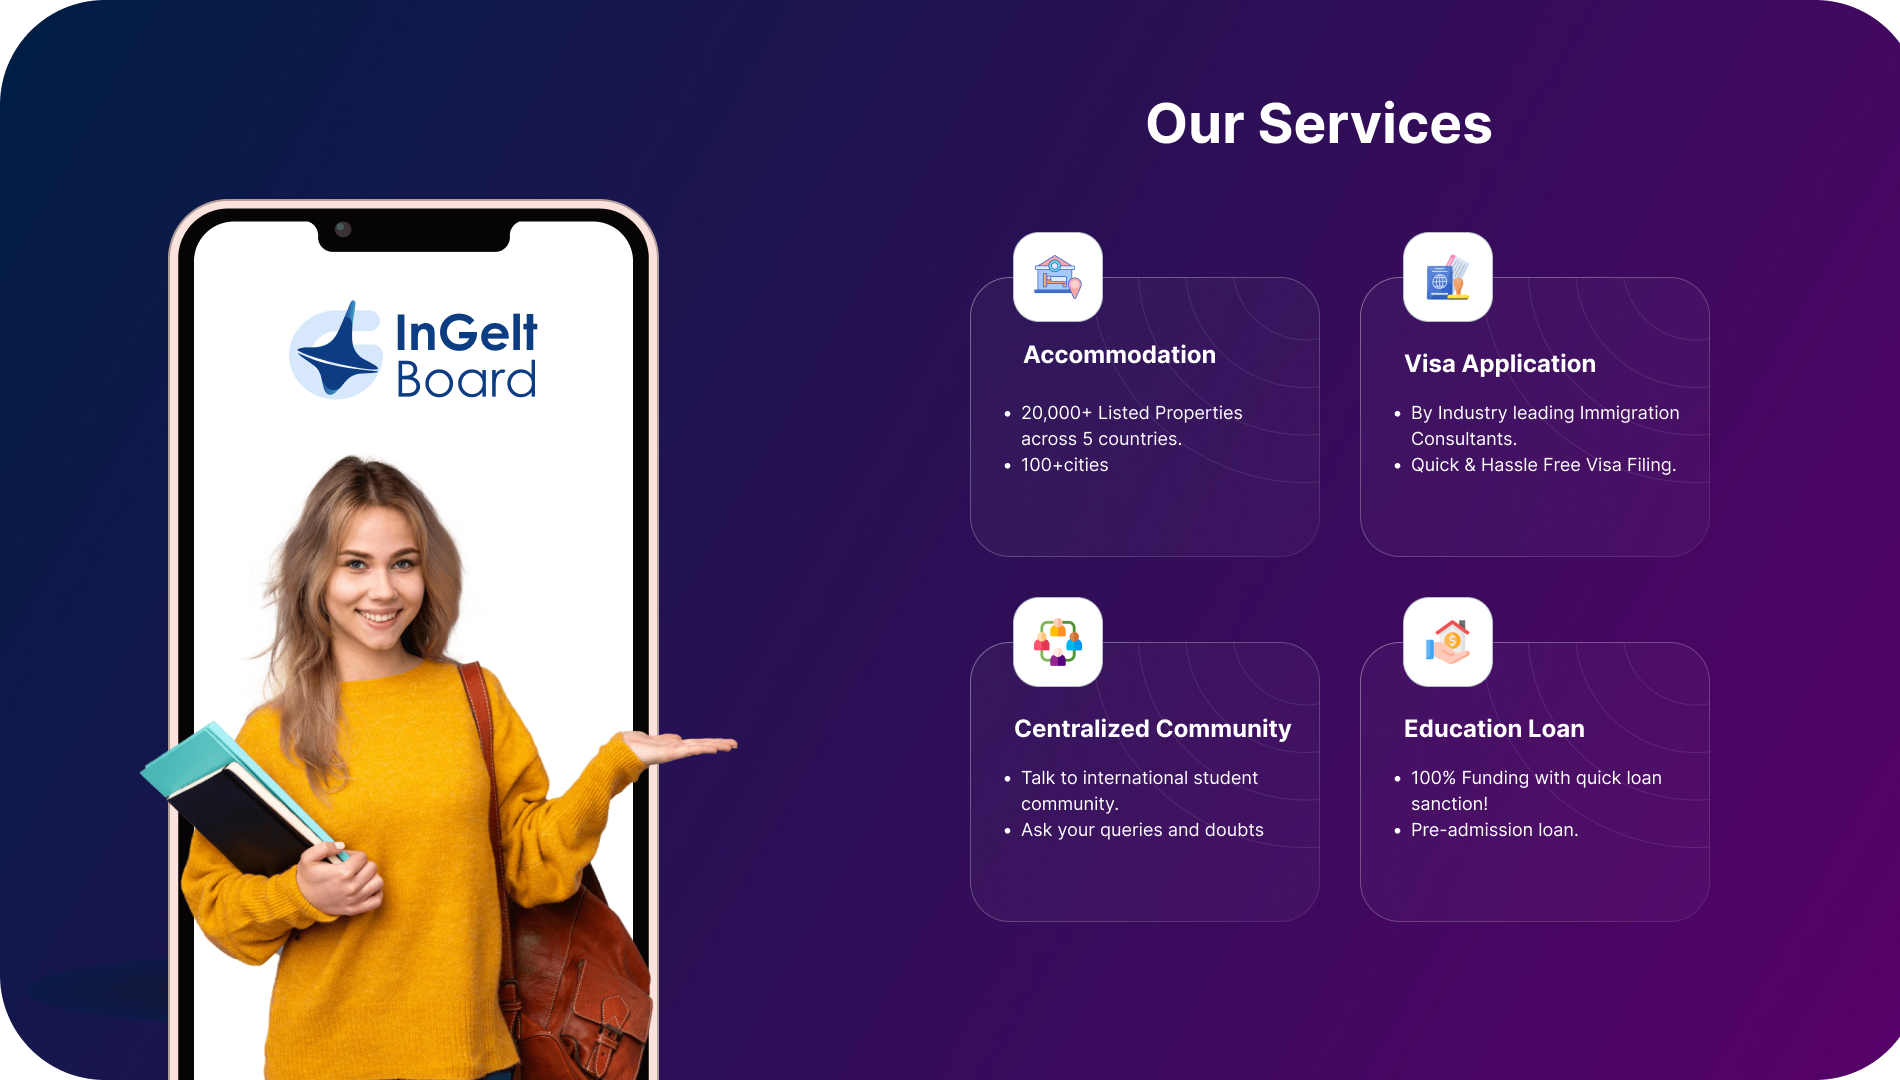 Our Services
InGelt
Board
Accommodation
• 20,000+ Listed Properties
across 5 countries.
• 100+cities
Visa Application
• By Industry leading Immigration
Consultants.
• Quick & Hassle Free Visa Filing.
Centralized Community
• Talk to international student
community.
• Ask your queries and doubts
Education Loan
• 100% Funding with quick loan
sanction!
• Pre-admission loan.